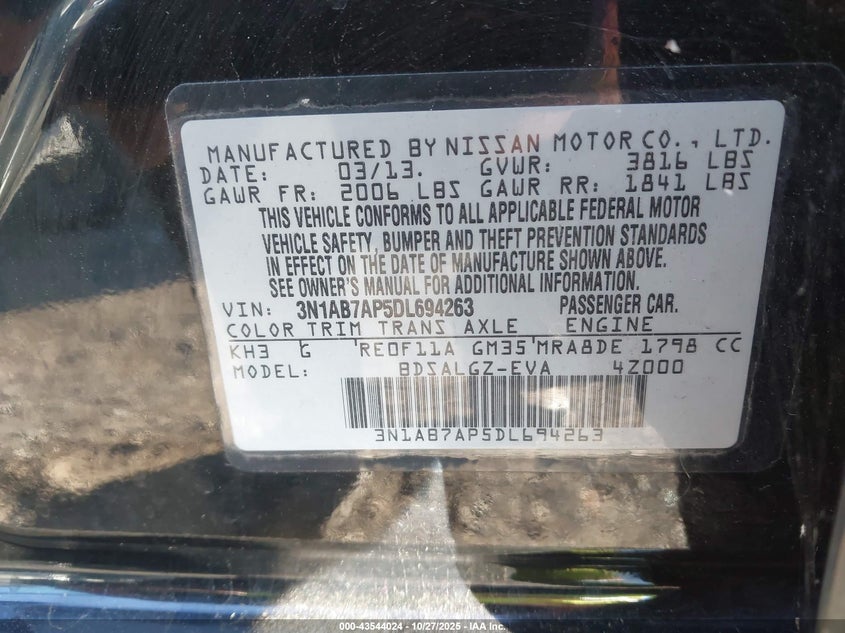 MANUFACTURED BY NISSAN MOTOR CO., LTD.
DATE: 03/13. GVWR: 3816 LBS
GAWR FR: 2006 LBS GAWR RR: 1841 LBS
THIS VEHICLE CONFORMS TO ALL APPLICABLE FEDERAL MOTOR
VEHICLE SAFETY, BUMPER AND THEFT PREVENTION STANDARDS
IN EFFECT ON THE DATE OF MANUFACTURE SHOWN ABOVE.
SEE OWNER'S MANUAL FOR ADDITIONAL INFORMATION.
VIN: 3N1AB7AP5DL694263 PASSENGER CAR.
COLOR TRIM TRANS AXLE ENGINE
KH3 G RE0F11A GM35 MRA8DE 1798 CC
MODEL: BDSALGZ-EVA 4Z000
3N1AB7AP5DL694263
000-43544024 | 10/27/2025 - IAA Inc.